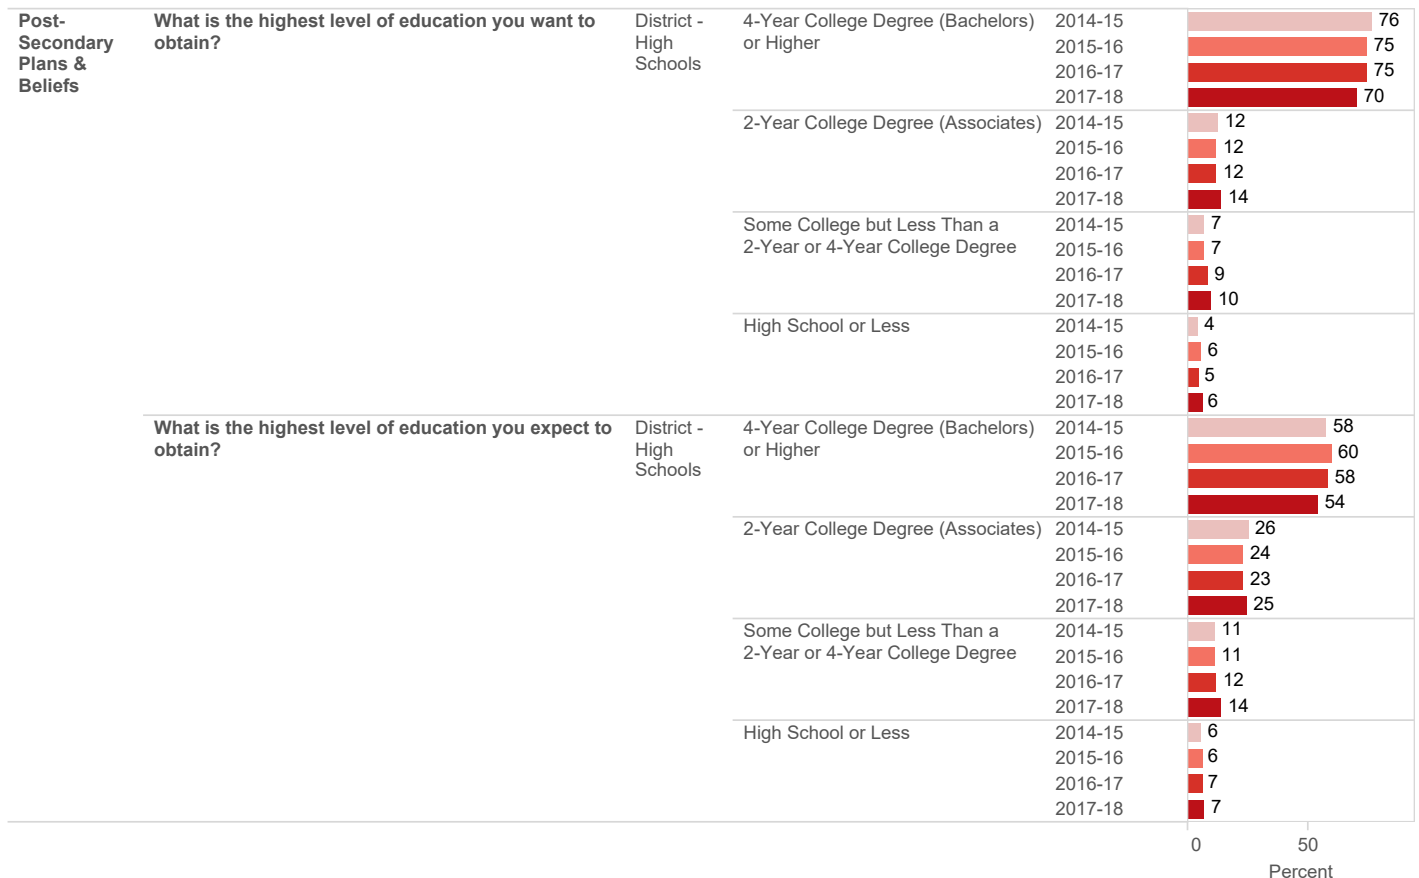 Post-
Secondary
Plans &
Beliefs
What is the highest level of education you want to
obtain?
District -
High
Schools
4-Year College Degree (Bachelors)
or Higher
2014-15 76
2015-16 75
2016-17 75
2017-18 70
2-Year College Degree (Associates)
2014-15 12
2015-16 12
2016-17 12
2017-18 14
Some College but Less Than a
2-Year or 4-Year College Degree
2014-15 7
2015-16 7
2016-17 9
2017-18 10
High School or Less
2014-15 4
2015-16 6
2016-17 5
2017-18 6
What is the highest level of education you expect to
obtain?
District -
High
Schools
4-Year College Degree (Bachelors)
or Higher
2014-15 58
2015-16 60
2016-17 58
2017-18 54
2-Year College Degree (Associates)
2014-15 26
2015-16 24
2016-17 23
2017-18 25
Some College but Less Than a
2-Year or 4-Year College Degree
2014-15 11
2015-16 11
2016-17 12
2017-18 14
High School or Less
2014-15 6
2015-16 6
2016-17 7
2017-18 7
0 50
Percent